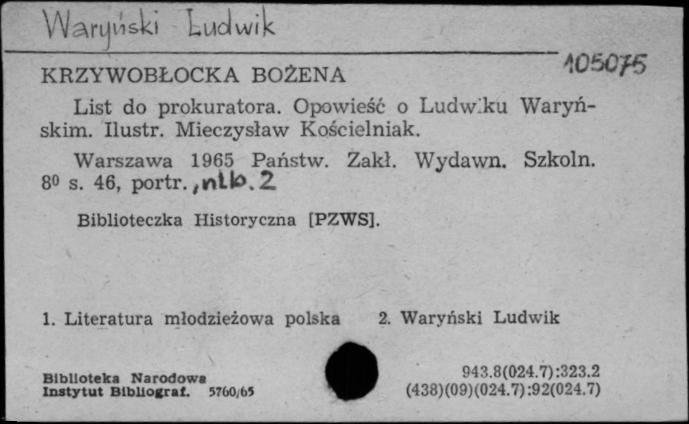 Waryński Ludwik
105075
KRZYWOBŁOCKA BOŻENA
List do prokuratora. Opowieść o Ludwiku Waryń-
skim. Ilustr. Mieczysław Kościelniak.
Warszawa 1965 Państw. Zakł. Wydawn. Szkoln.
8⁰ s. 46, portr., nlb. 2
Biblioteczka Historyczna [PZWS].
1. Literatura młodzieżowa polska 2. Waryński Ludwik
943.8(024.7):323.2
Biblioteka Narodowa
Instytut Bibliograf. 5760/65 (438)(09)(024.7):92(024.7)